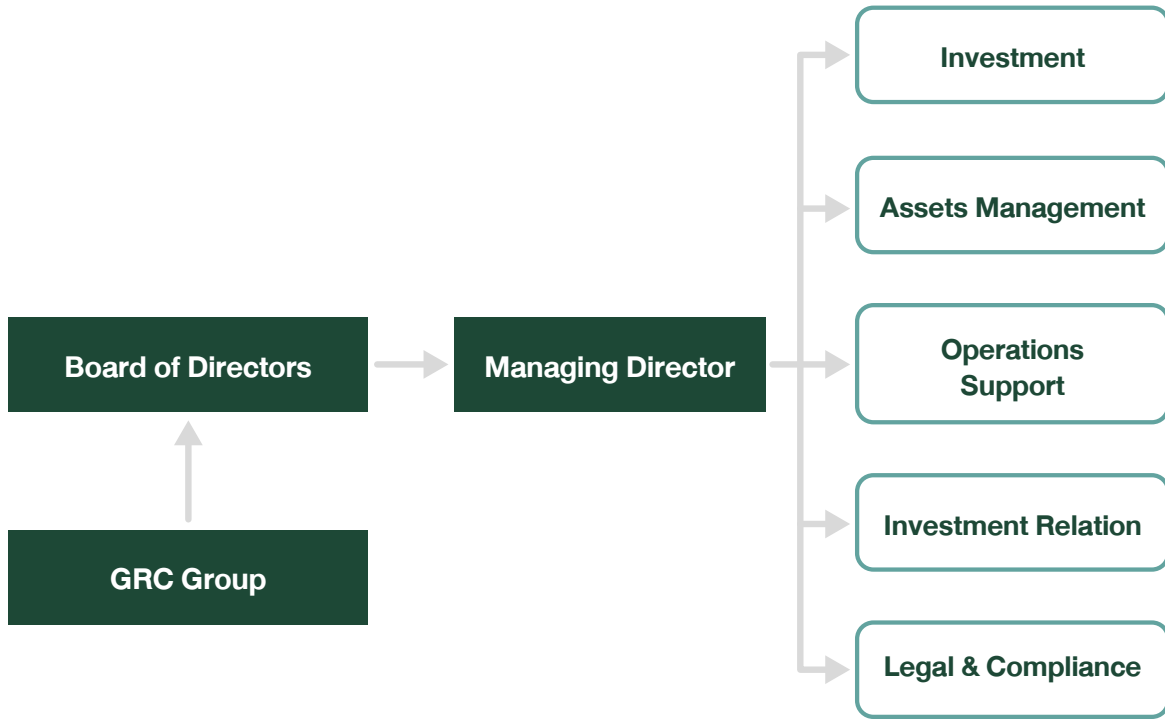 Investment
Assets Management
Board of Directors
Managing Director
Operations
Support
GRC Group
Investment Relation
Legal & Compliance